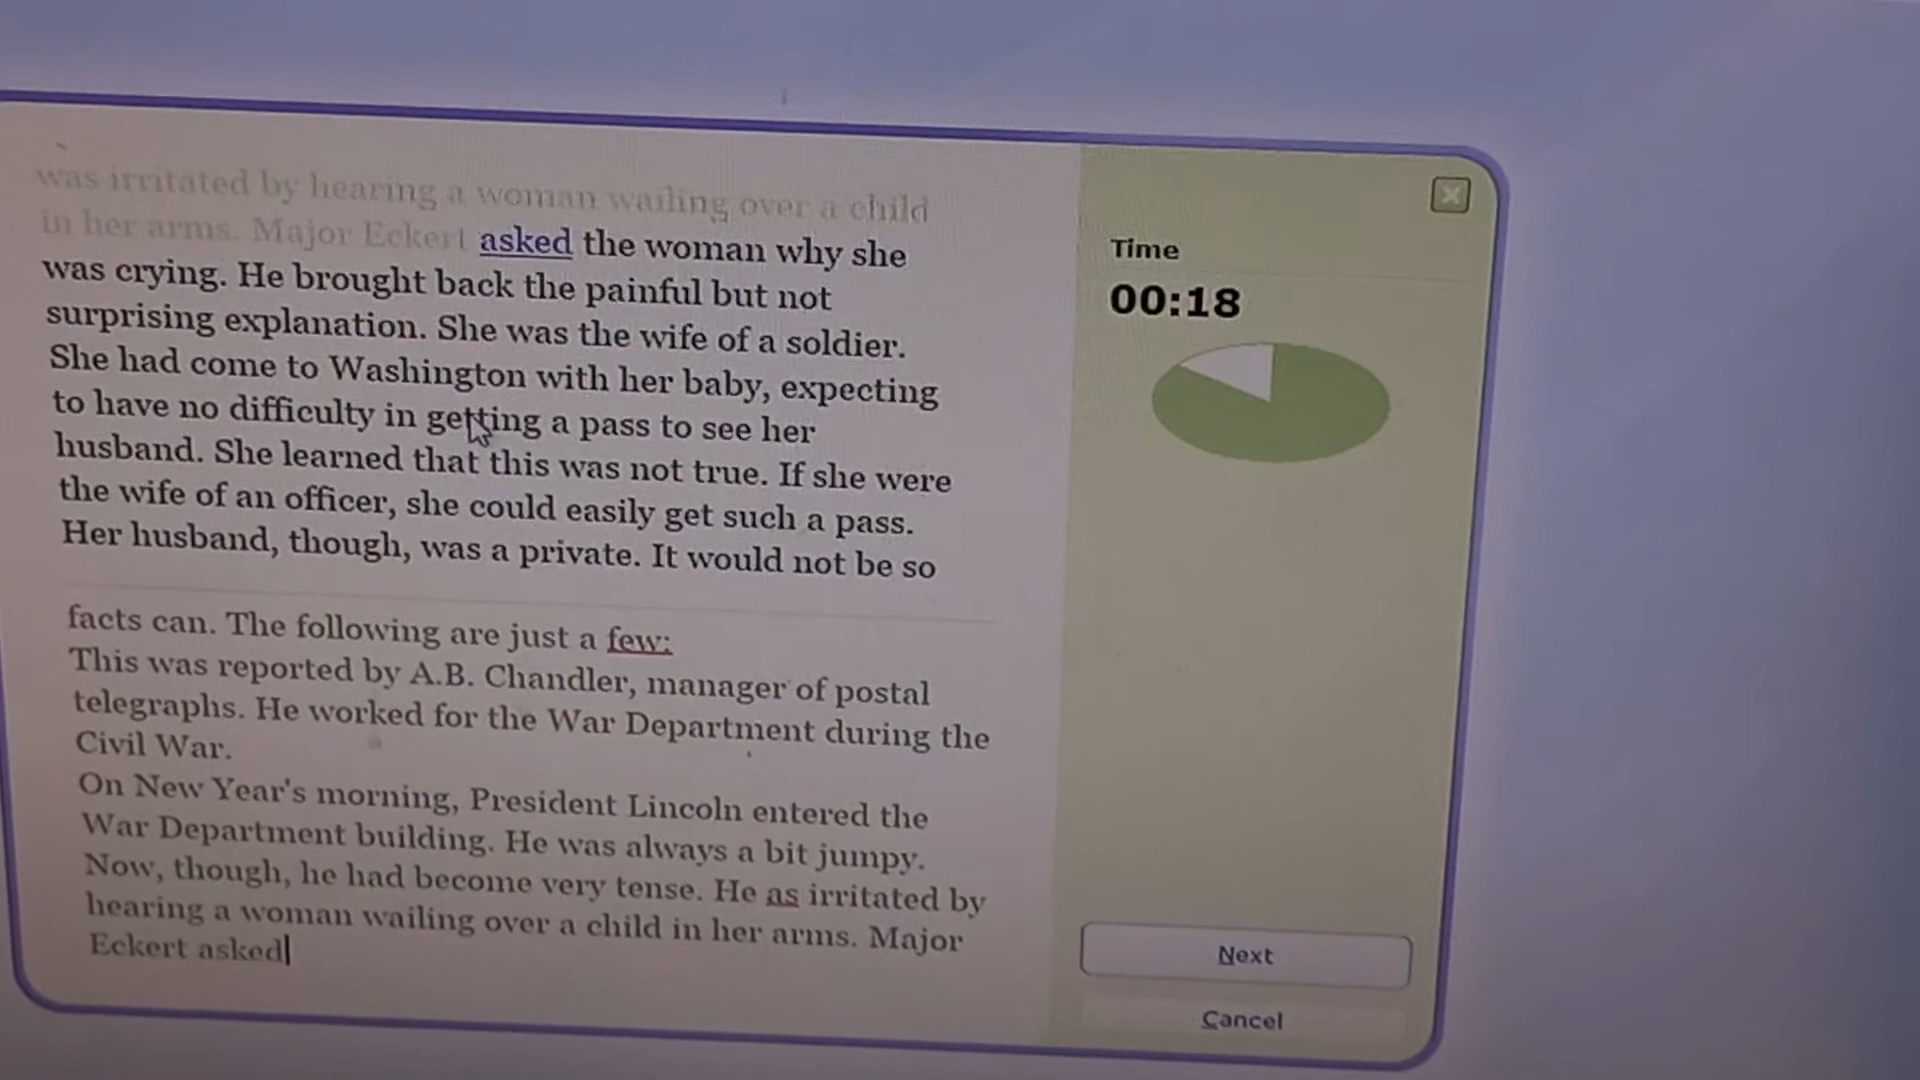 was irritated by hearing a woman wailing over a child
in her arms. Major Eckert asked the woman why she
was crying. He brought back the painful but not
surprising explanation. She was the wife of a soldier.
She had come to Washington with her baby, expecting
to have no difficulty in getting a pass to see her
husband. She learned that this was not true. If she were
the wife of an officer, she could easily get such a pass.
Her husband, though, was a private. It would not be so
facts can. The following are just a few:
This was reported by A.B. Chandler, manager of postal
telegraphs. He worked for the War Department during the
Civil War.
On New Year's morning, President Lincoln entered the
War Department building. He was always a bit jumpy.
Now, though, he had become very tense. He as irritated by
hearing a woman wailing over a child in her arms. Major
Eckert asked
Time
00:18
Next
Cancel